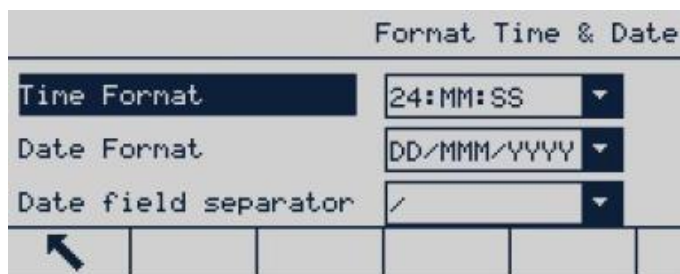 Format Time & Date
Time Format 24:MM:SS
Date Format DD/MMM/YYYY
Date field separator /